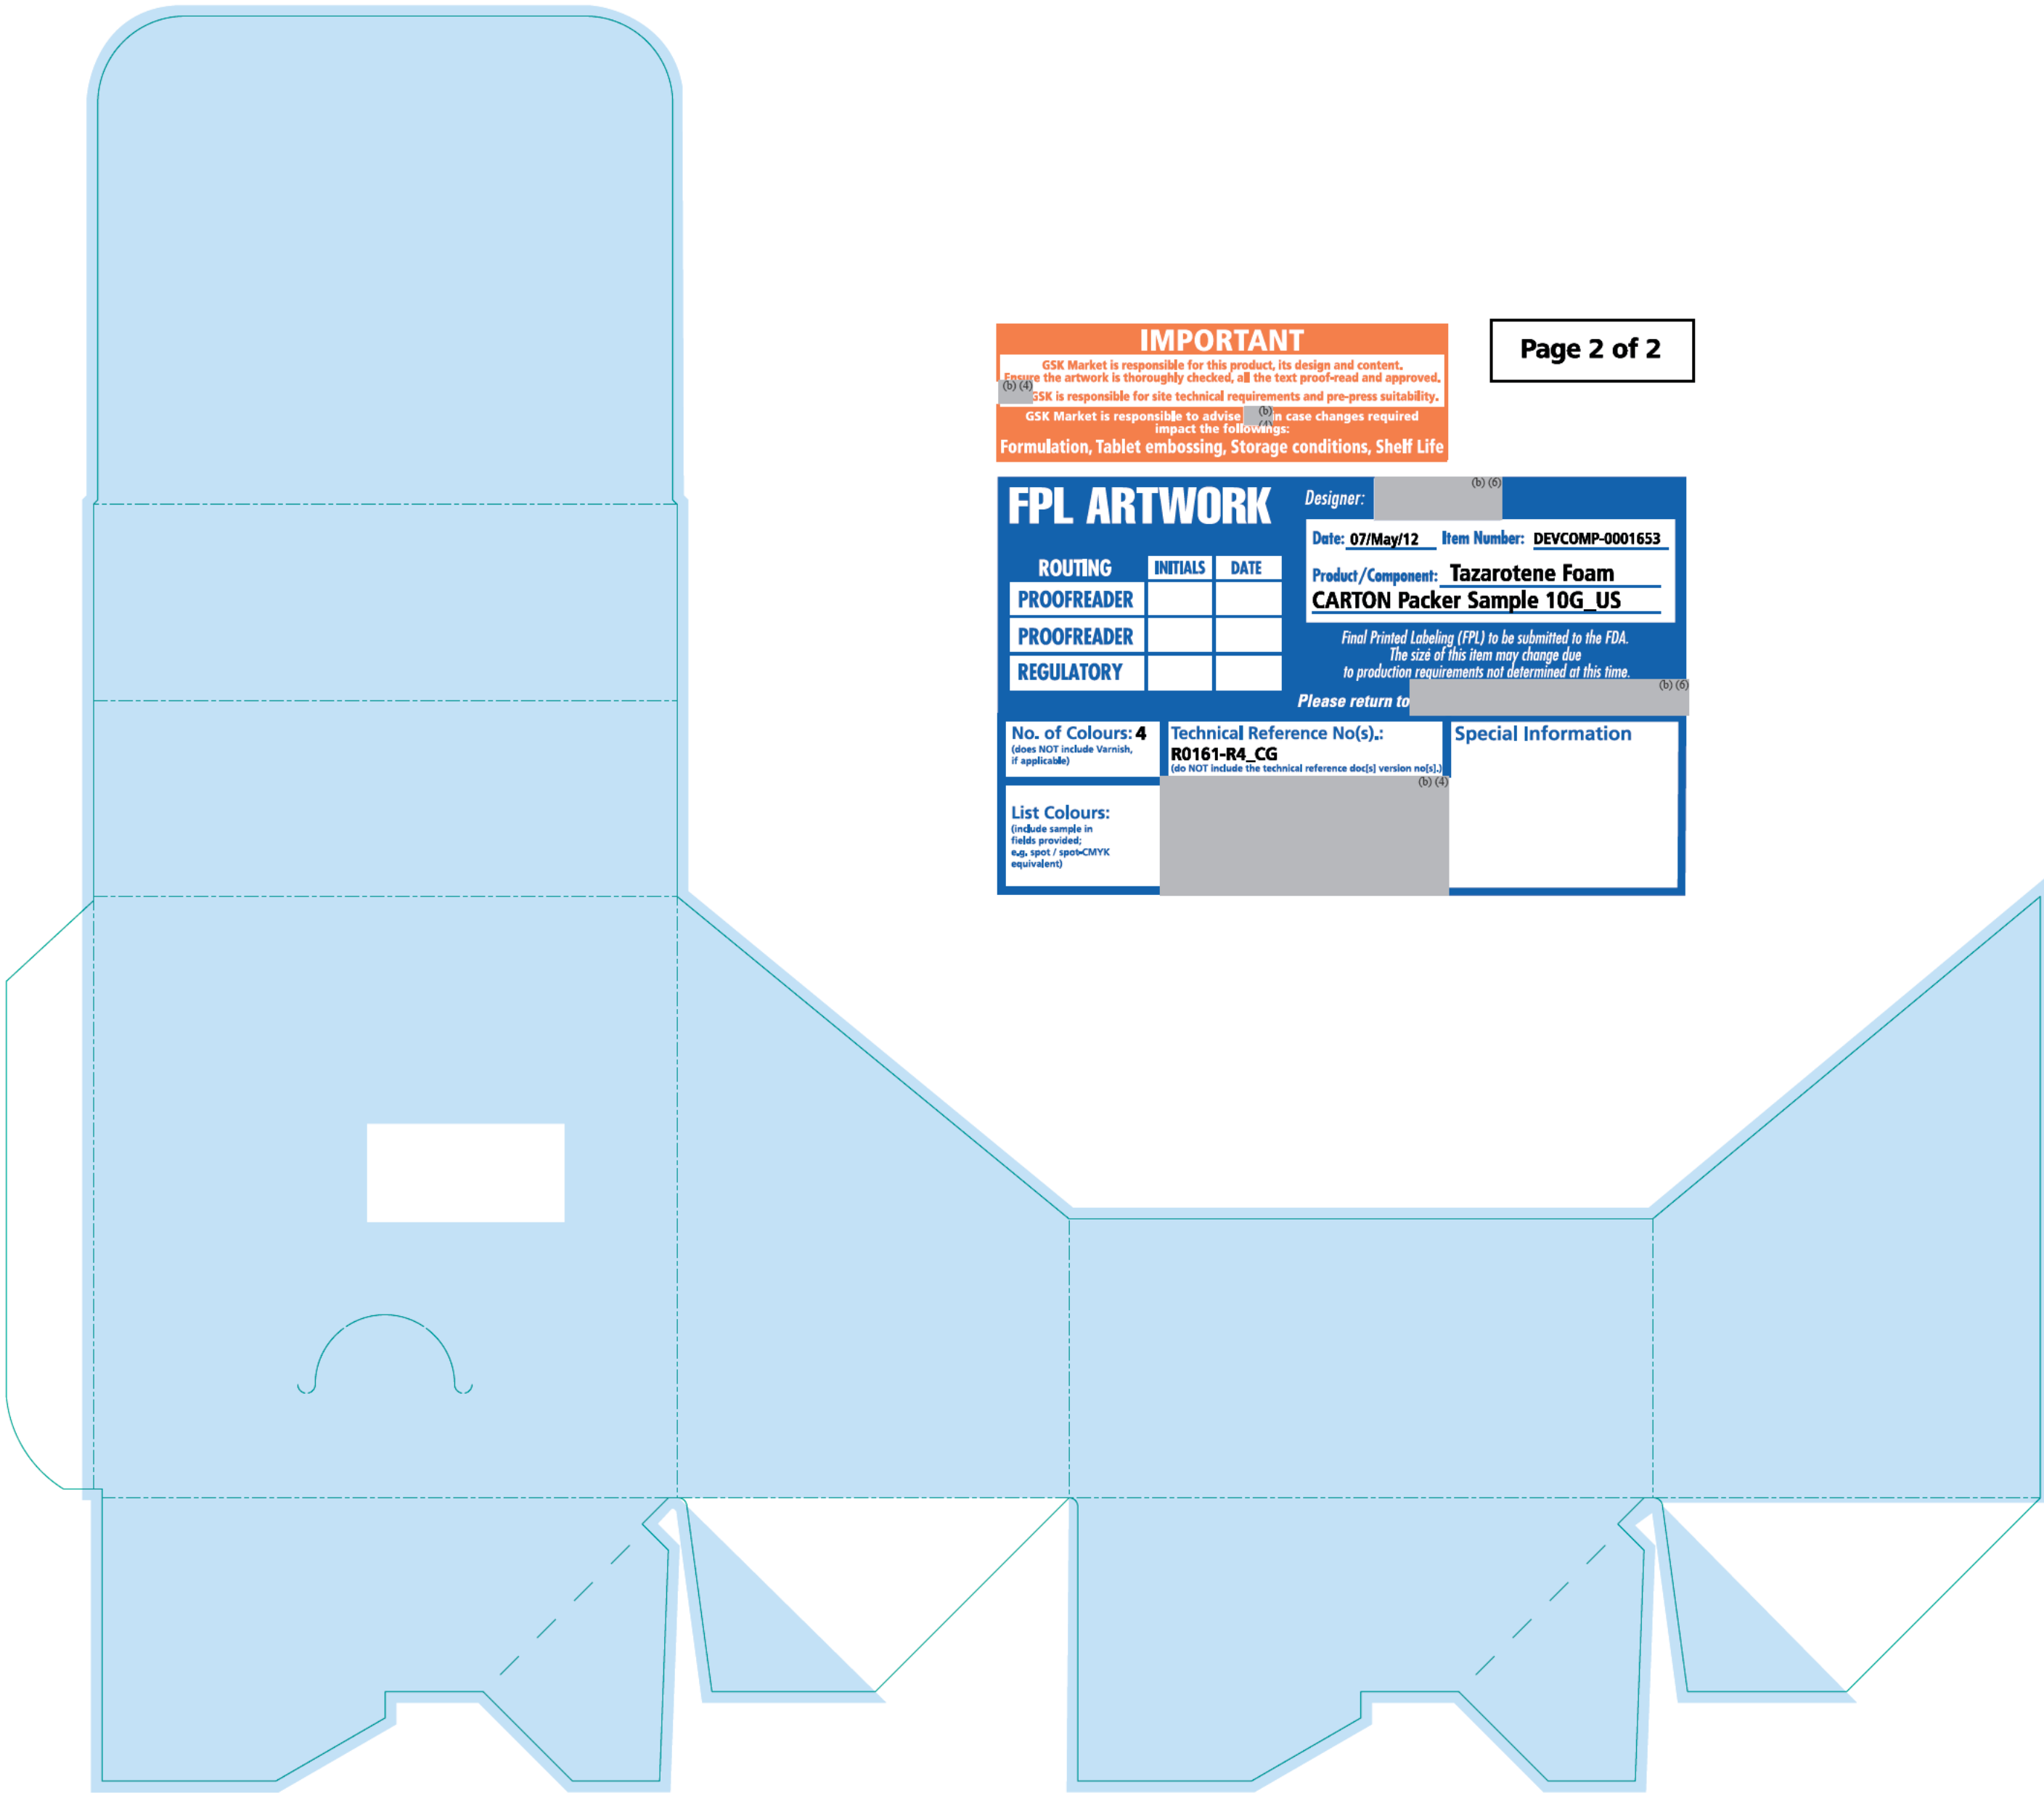 IMPORTANT
GSK Market is responsible for this product, its design and content.
Ensure the artwork is thoroughly checked, all the text proof-read and approved.
(b) (4)
GSK is responsible for site technical requirements and pre-press suitability.
GSK Market is responsible to advise (b) (4) in case changes required
impact the followings:
Formulation, Tablet embossing, Storage conditions, Shelf Life
Page 2 of 2
FPL ARTWORK
Designer: (b) (6)
Date: 07/May/12 Item Number: DEVCOMP-0001653
Product/Component: Tazarotene Foam
CARTON Packer Sample 10G_US
ROUTING INITIALS DATE
PROOFREADER
PROOFREADER
REGULATORY
Final Printed Labeling (FPL) to be submitted to the FDA.
The size of this item may change due
to production requirements not determined at this time.
Please return to (b) (6)
No. of Colours: 4
(does NOT include Varnish,
if applicable)
Technical Reference No(s).:
R0161-R4_CG
(do NOT include the technical reference doc[s] version no[s].)
(b) (4)
Special Information
List Colours:
(include sample in
fields provided;
e.g. spot / spot-CMYK
equivalent)